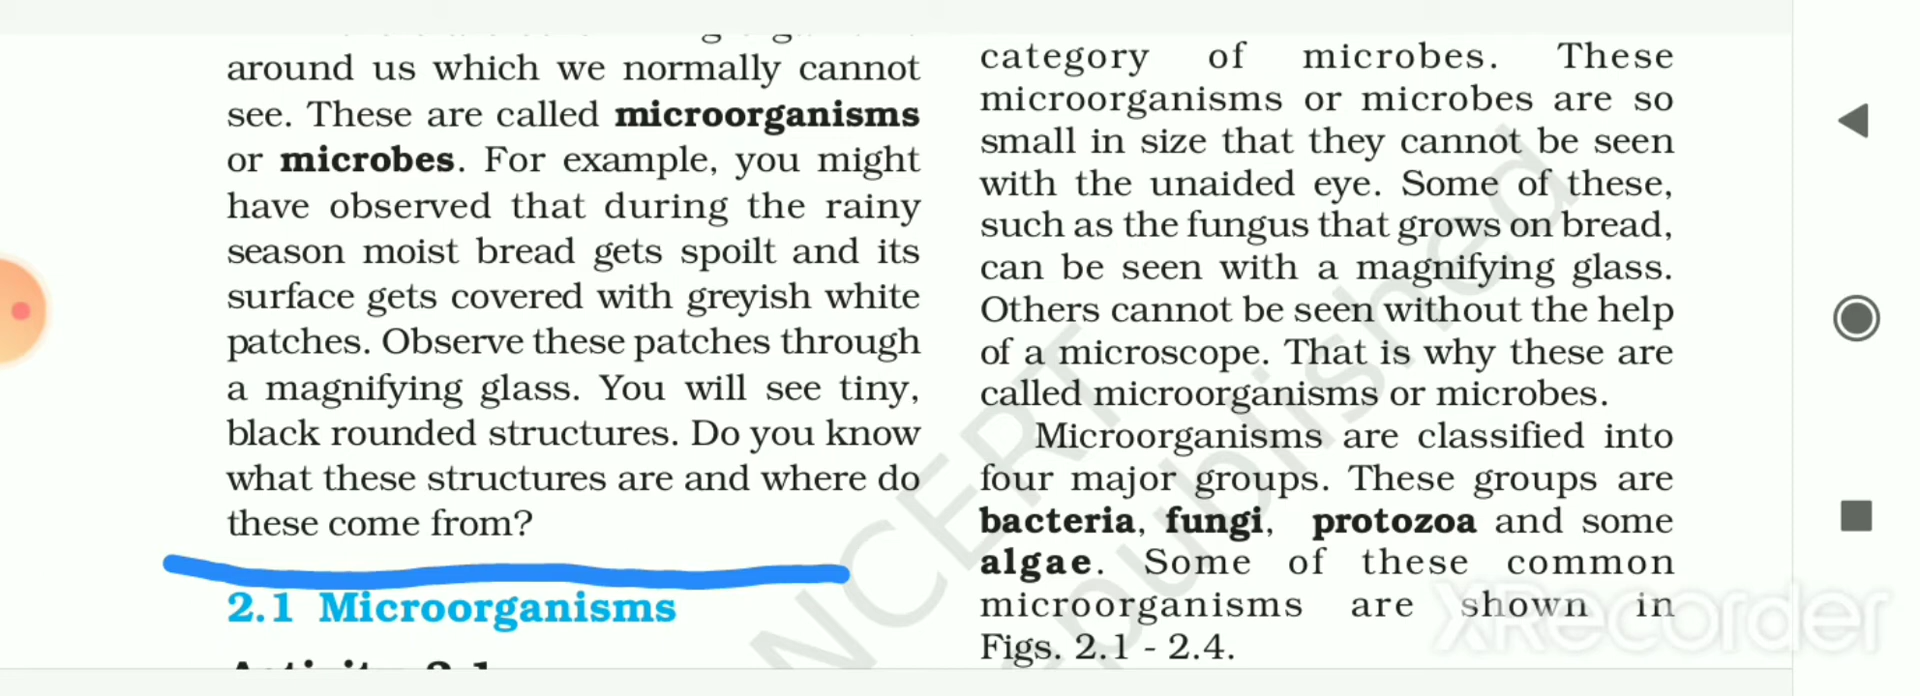 around us which we normally cannot
see. These are called microorganisms
or microbes. For example, you might
have observed that during the rainy
season moist bread gets spoilt and its
surface gets covered with greyish white
patches. Observe these patches through
a magnifying glass. You will see tiny,
black rounded structures. Do you know
what these structures are and where do
these come from?
2.1 Microorganisms
category of microbes. These
microorganisms or microbes are so
small in size that they cannot be seen
with the unaided eye. Some of these,
such as the fungus that grows on bread,
can be seen with a magnifying glass.
Others cannot be seen without the help
of a microscope. That is why these are
called microorganisms or microbes.
Microorganisms are classified into
four major groups. These groups are
bacteria, fungi, protozoa and some
algae. Some of these common
microorganisms are shown in
Figs. 2.1 - 2.4.
NCERT
republished
XRecorder